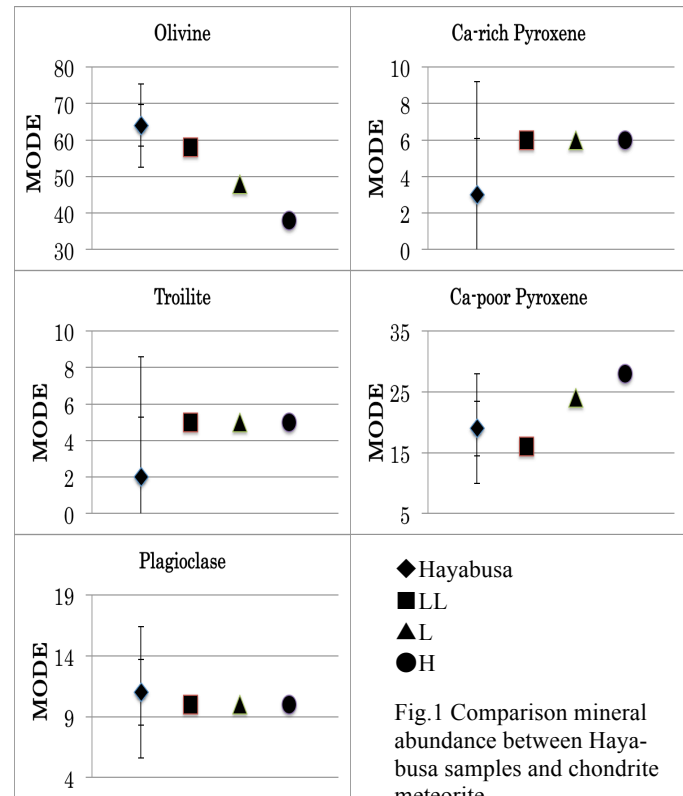 Olivine
MODE
80
70
60
50
40
30
Ca-rich Pyroxene
MODE
10
8
6
4
2
0
Troilite
MODE
10
8
6
4
2
0
Ca-poor Pyroxene
MODE
35
25
15
5
Plagioclase
MODE
19
14
9
4
Hayabusa
LL
L
H
Fig.1 Comparison mineral
abundance between Haya-
busa samples and chondrite
meteorite